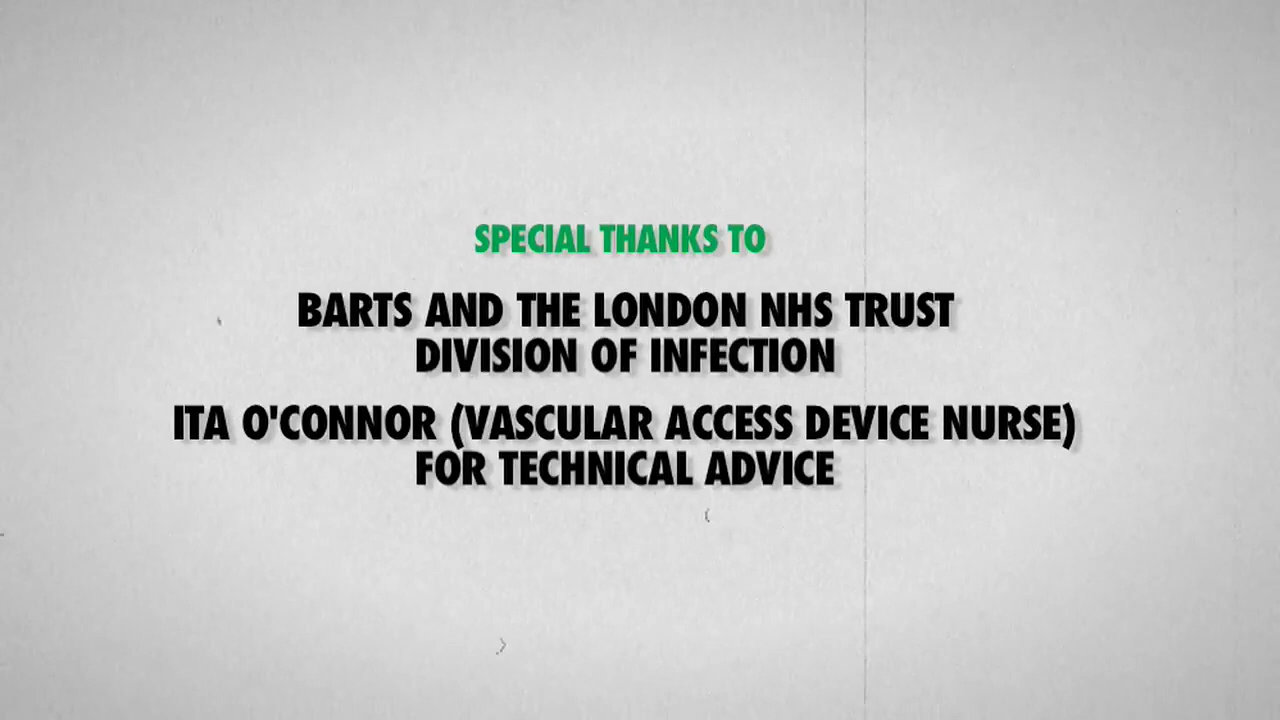 SPECIAL THANKS TO
BARTS AND THE LONDON NHS TRUST
DIVISION OF INFECTION
ITA O'CONNOR (VASCULAR ACCESS DEVICE NURSE)
FOR TECHNICAL ADVICE